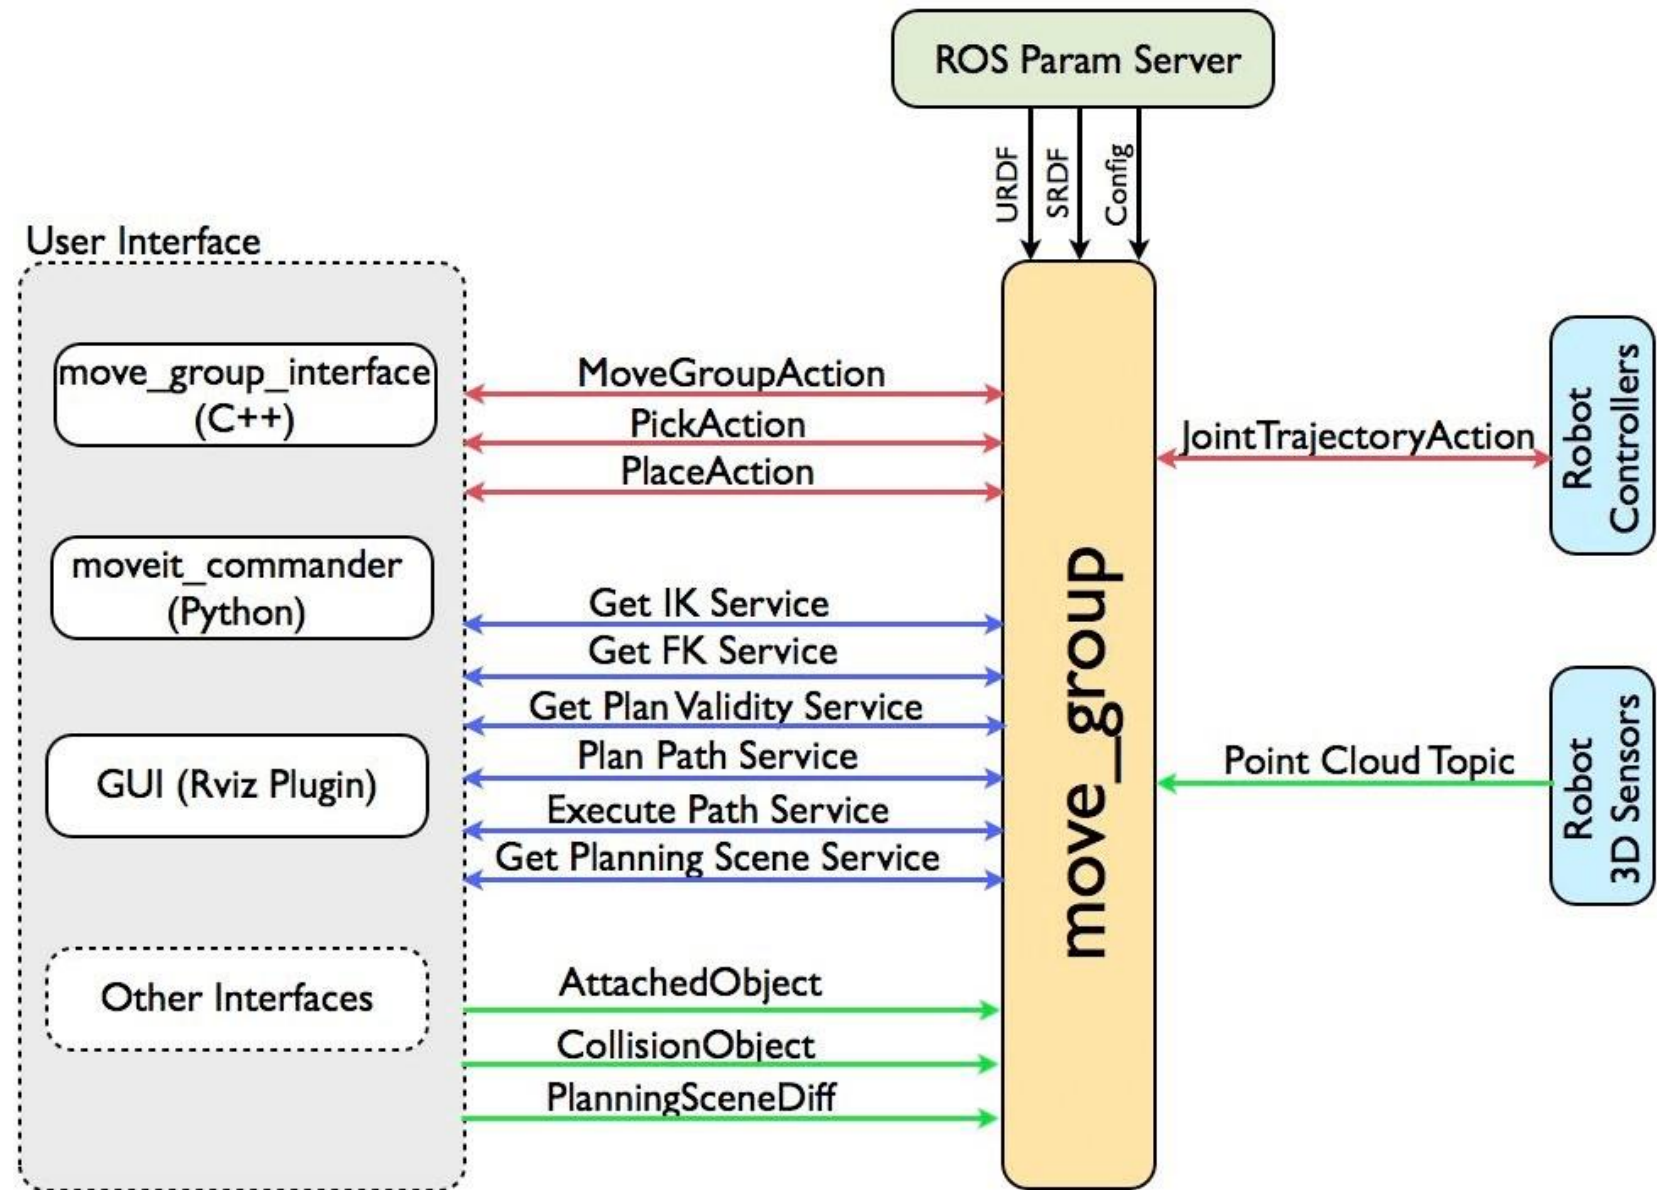 ROS Param Server
URDF
SRDF
Config
User Interface
move_group_interface
(C++)
moveit_commander
(Python)
GUI (Rviz Plugin)
Other Interfaces
MoveGroupAction
PickAction
PlaceAction
Get IK Service
Get FK Service
Get Plan Validity Service
Plan Path Service
Execute Path Service
Get Planning Scene Service
AttachedObject
CollisionObject
PlanningSceneDiff
move_group
JointTrajectoryAction
Point Cloud Topic
Robot
Controllers
Robot
3D Sensors